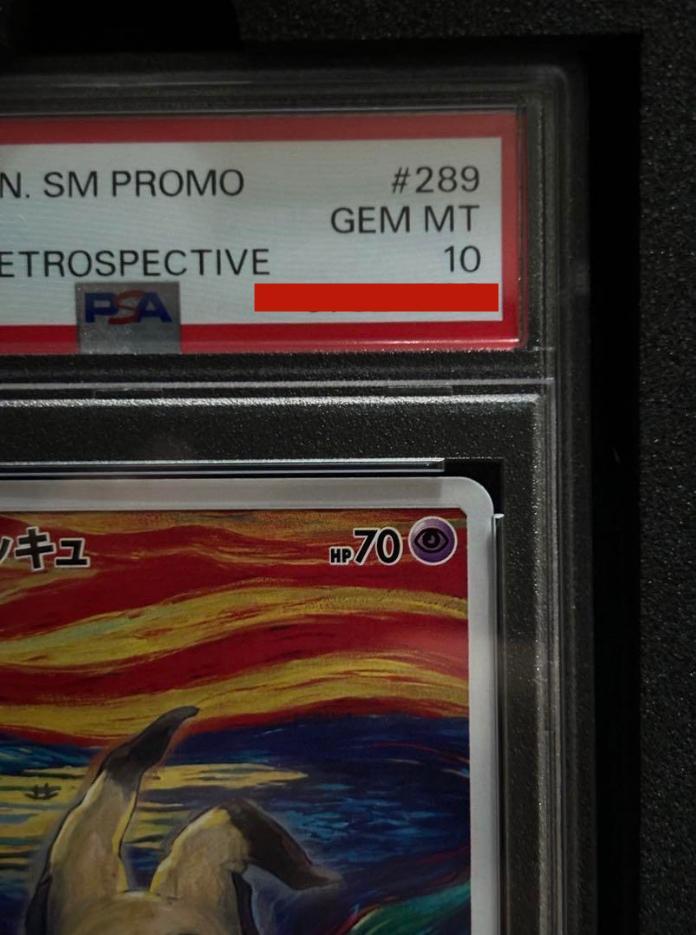 N. SM PROMO #289
GEM MT
ETROSPECTIVE 10
PSA
ッキュ HP70